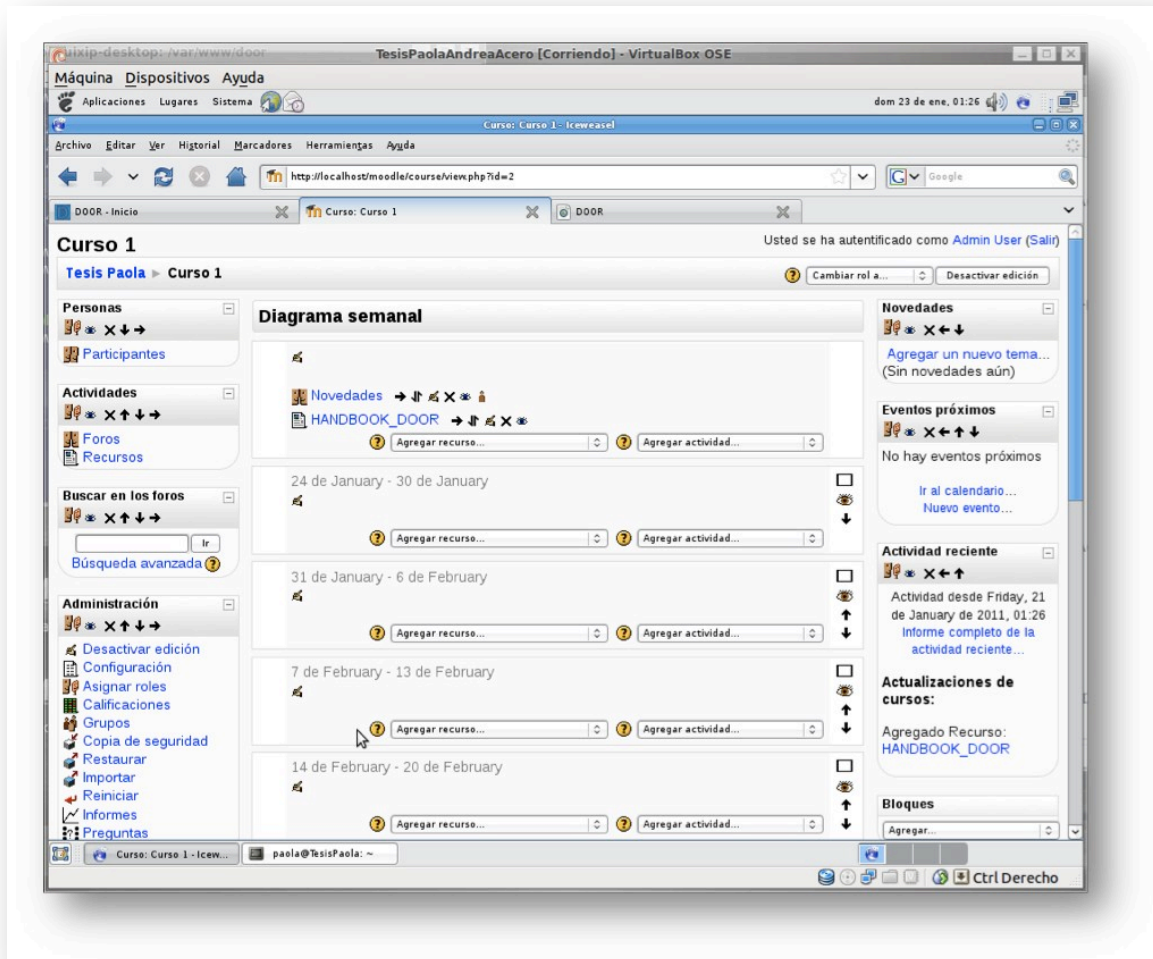 uixip-desktop: /var/www/door
TesisPaolaAndreaAcero [Corriendo] - VirtualBox OSE
Máquina Dispositivos Ayuda
Aplicaciones Lugares Sistema
dom 23 de ene, 01:26
Curso: Curso 1 - Iceweasel
Archivo Editar Ver Historial Marcadores Herramientas Ayuda
http://localhost/moodle/course/view.php?id=2
Google
DOOR - Inicio
Curso: Curso 1
DOOR
Curso 1
Usted se ha autentificado como Admin User (Salir)
Tesis Paola ► Curso 1
Cambiar rol a...
Desactivar edición
Personas
Participantes
Actividades
Foros
Recursos
Buscar en los foros
Ir
Búsqueda avanzada
Administración
Desactivar edición
Configuración
Asignar roles
Calificaciones
Grupos
Copia de seguridad
Restaurar
Importar
Reiniciar
Informes
Preguntas
Diagrama semanal
Novedades
HANDBOOK_DOOR
Agregar recurso... Agregar actividad...
24 de January - 30 de January
Agregar recurso... Agregar actividad...
31 de January - 6 de February
Agregar recurso... Agregar actividad...
7 de February - 13 de February
Agregar recurso... Agregar actividad...
14 de February - 20 de February
Agregar recurso... Agregar actividad...
Novedades
Agregar un nuevo tema...
(Sin novedades aún)
Eventos próximos
No hay eventos próximos
Ir al calendario...
Nuevo evento...
Actividad reciente
Actividad desde Friday, 21
de January de 2011, 01:26
Informe completo de la
actividad reciente...
Actualizaciones de
cursos:
Agregado Recurso:
HANDBOOK_DOOR
Bloques
Agregar...
Curso: Curso 1 - Icew...
paola@TesisPaola: ~
Ctrl Derecho